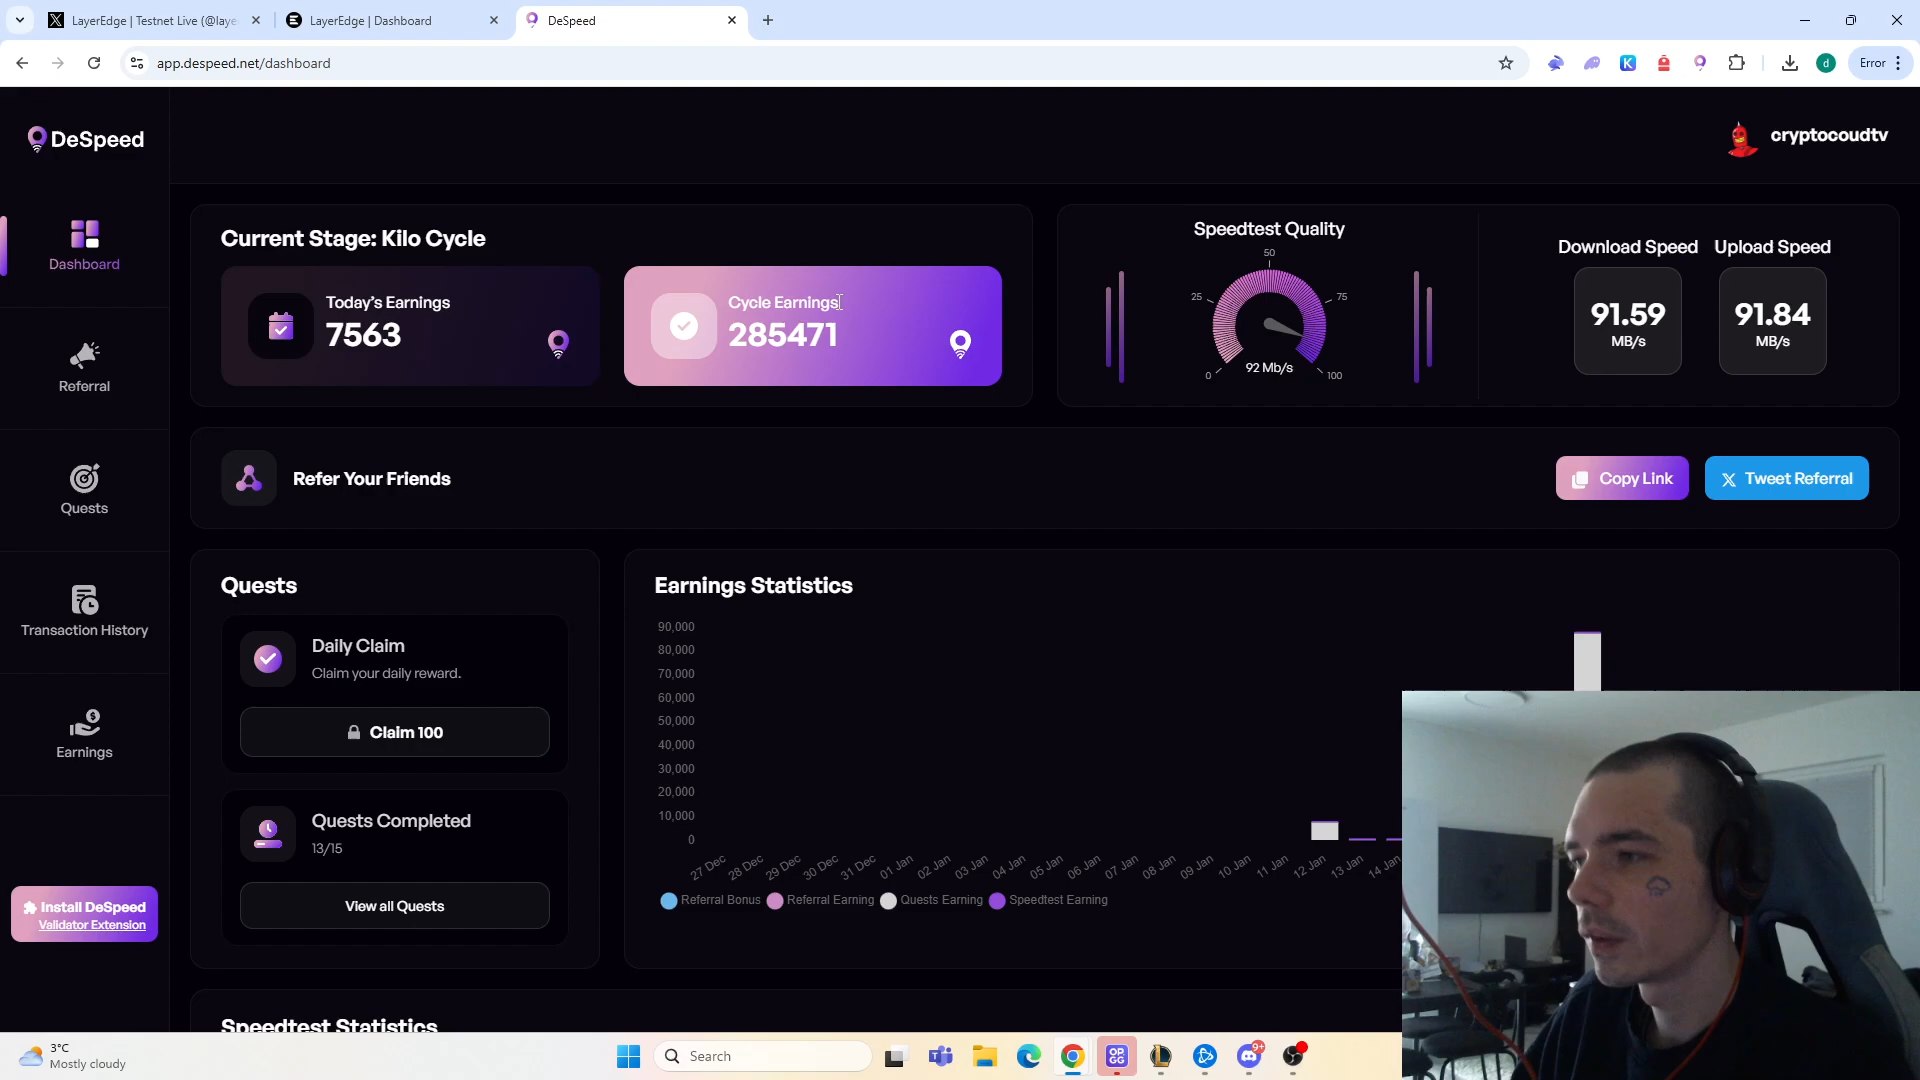 LayerEdge | Testnet Live (@laye
LayerEdge | Dashboard
DeSpeed
app.despeed.net/dashboard
K
d
Error
DeSpeed
cryptocoudtv
Dashboard
Referral
Quests
Transaction History
Earnings
Install DeSpeed
Validator Extension
Current Stage: Kilo Cycle
Today's Earnings
7563
Cycle Earnings
285471
Speedtest Quality
0
25
50
75
100
92 Mb/s
Download Speed
91.59
MB/s
Upload Speed
91.84
MB/s
Refer Your Friends
Copy Link
Tweet Referral
Quests
Daily Claim
Claim your daily reward.
Claim 100
Quests Completed
13/15
View all Quests
Earnings Statistics
90,000
80,000
70,000
60,000
50,000
40,000
30,000
20,000
10,000
0
27 Dec
28 Dec
29 Dec
30 Dec
31 Dec
01 Jan
02 Jan
03 Jan
04 Jan
05 Jan
06 Jan
07 Jan
08 Jan
09 Jan
10 Jan
11 Jan
12 Jan
13 Jan
14 Jan
Referral Bonus
Referral Earning
Quests Earning
Speedtest Earning
Speedtest Statistics
3°C
Mostly cloudy
Search
OP
GG
9+